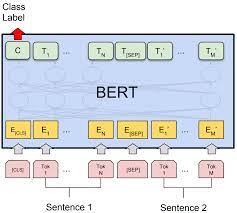 Class
Label
C T1 ... TN T[SEP] T1' ... TM'
BERT
E[CLS] E1 ... EN E[SEP] E1' ... EM'
[CLS] Tok 1 ... Tok N [SEP] Tok 1 ... Tok M
Sentence 1 Sentence 2